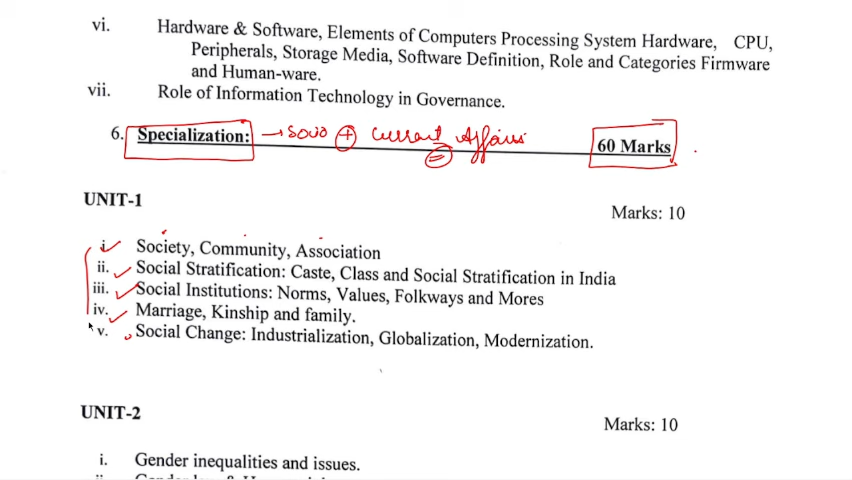 vi. Hardware & Software, Elements of Computers Processing System Hardware, CPU,
Peripherals, Storage Media, Software Definition, Role and Categories Firmware
and Human-ware.
vii. Role of Information Technology in Governance.
6. Specialization: → Socio + Current Affairs = 60 Marks
UNIT-1 Marks: 10
i. Society, Community, Association
ii. Social Stratification: Caste, Class and Social Stratification in India
iii. Social Institutions: Norms, Values, Folkways and Mores
iv. Marriage, Kinship and family.
v. Social Change: Industrialization, Globalization, Modernization.
UNIT-2 Marks: 10
i. Gender inequalities and issues.